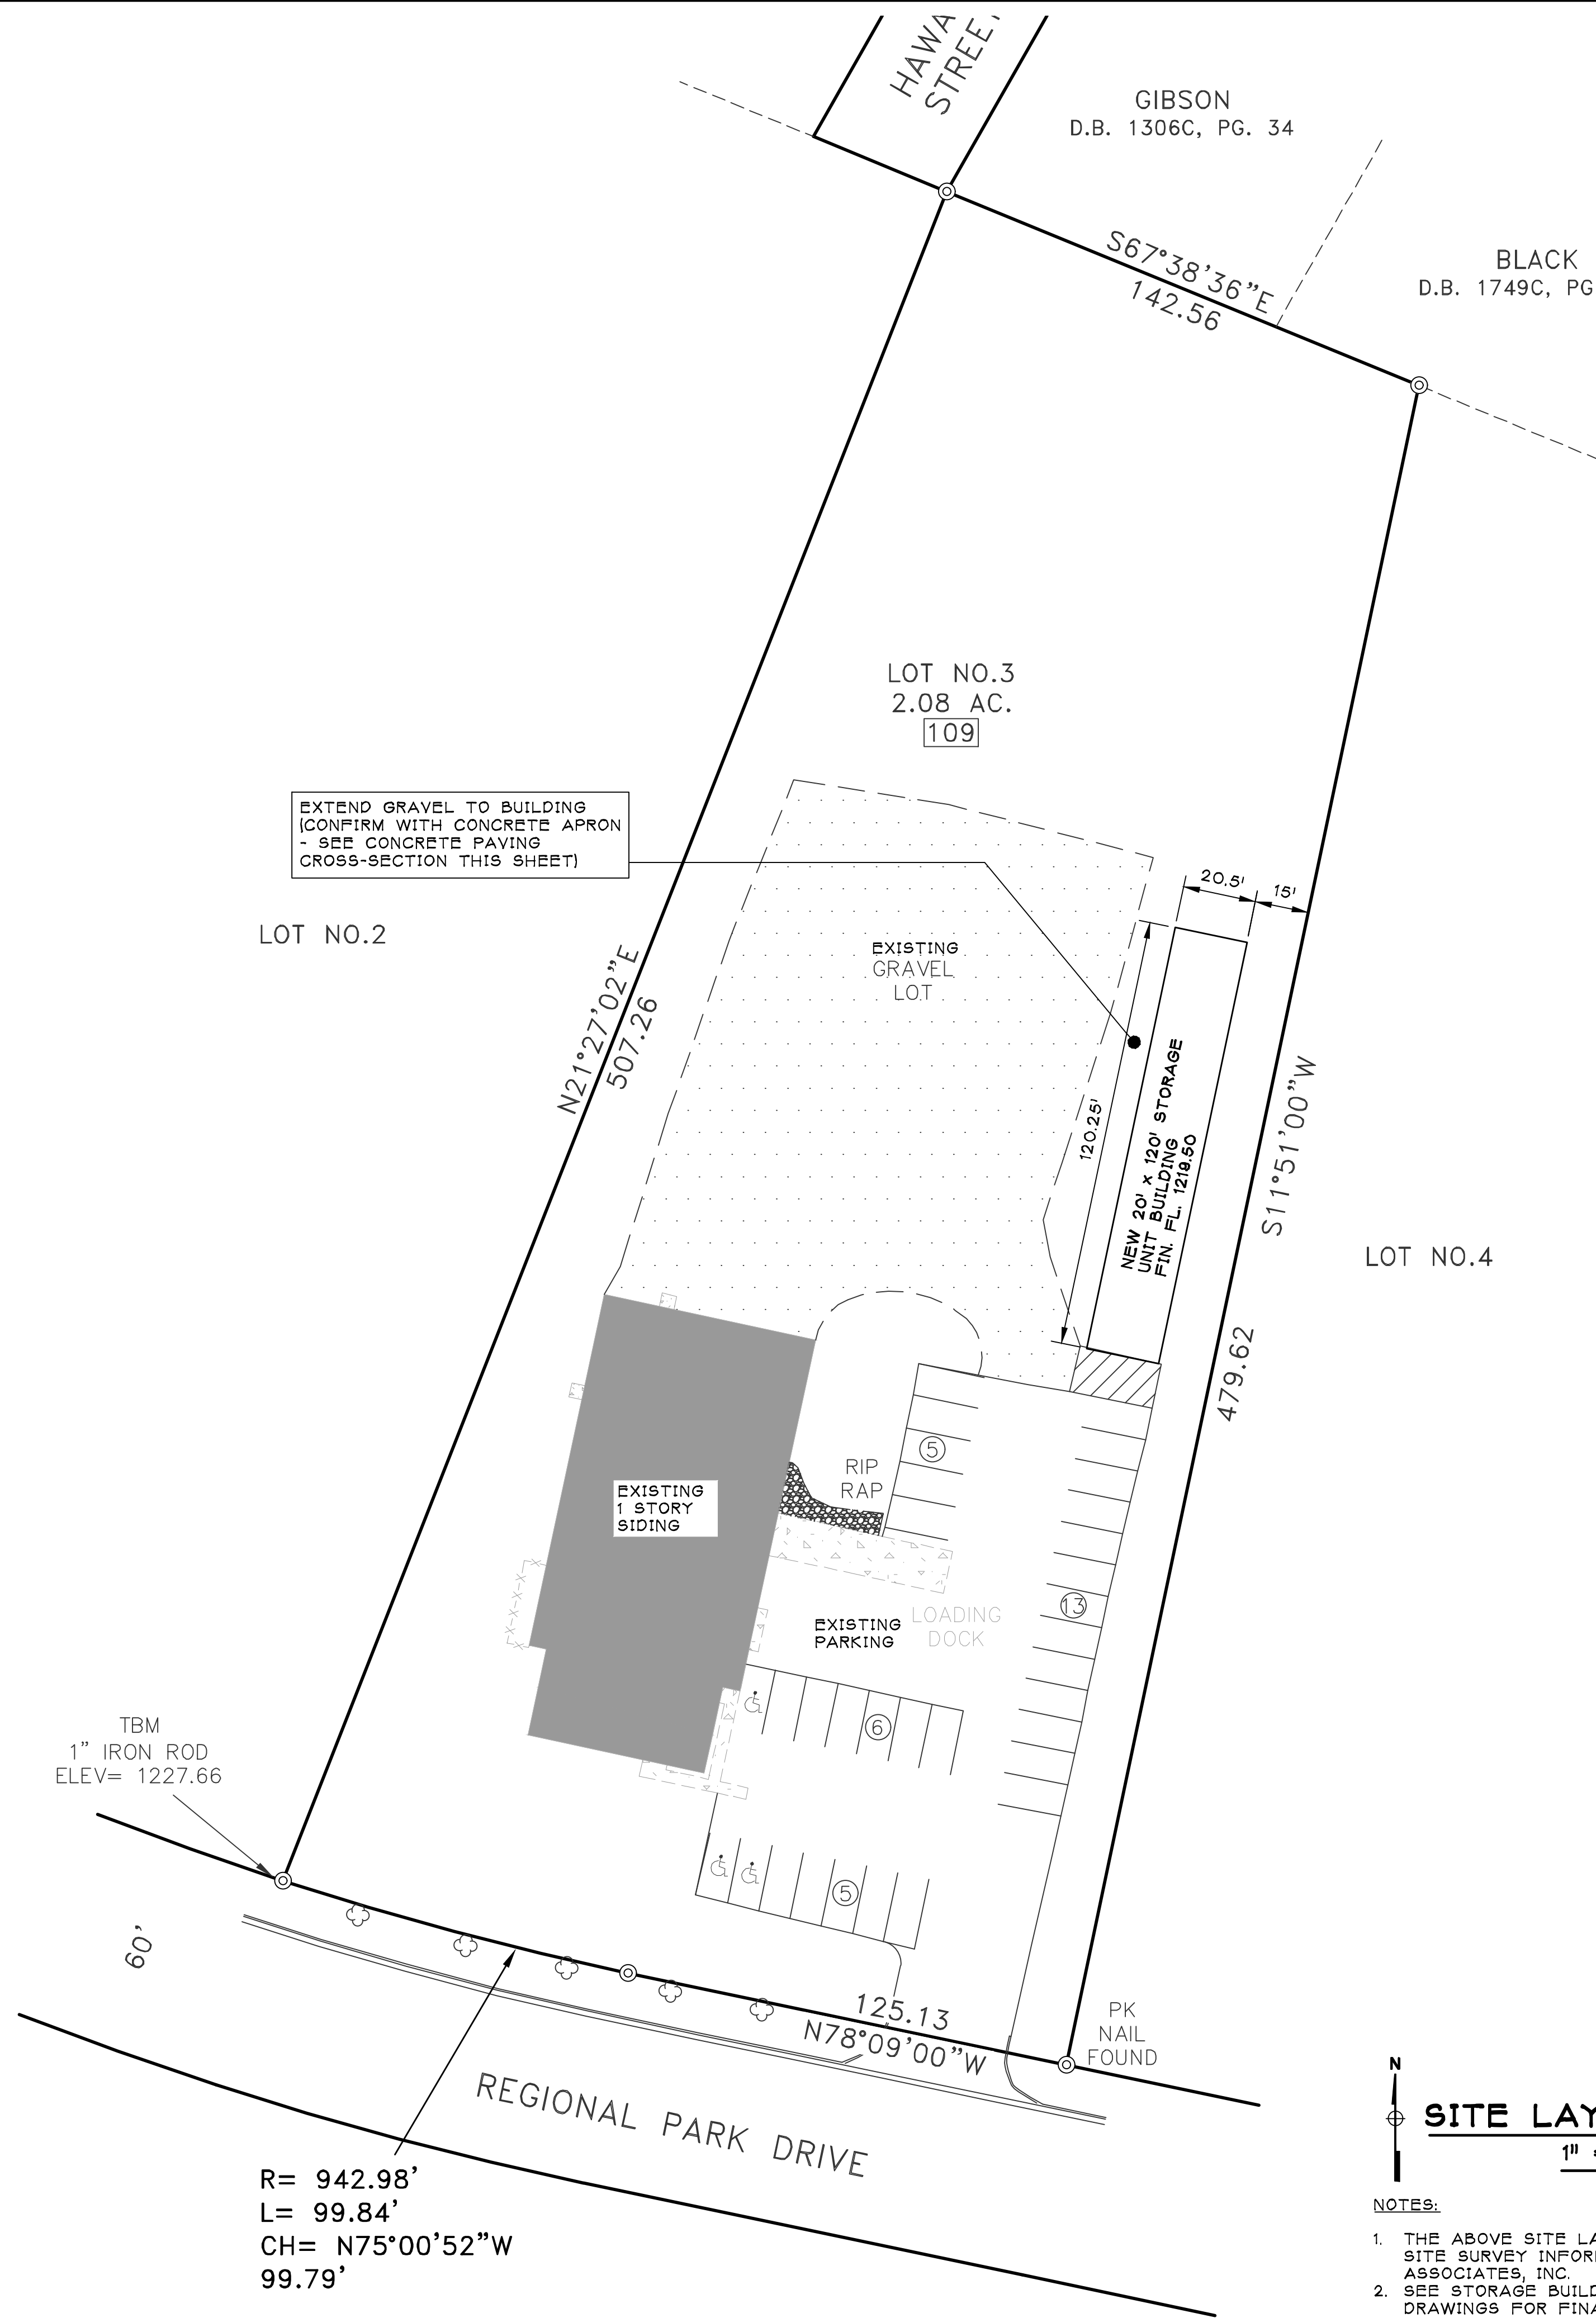 HAWA
STREET
GIBSON
D.B. 1306C, PG. 34
S67°38'36"E
142.56
BLACK
D.B. 1749C, PG
LOT NO.3
2.08 AC.
109
EXTEND GRAVEL TO BUILDING
(CONFIRM WITH CONCRETE APRON
- SEE CONCRETE PAVING
CROSS-SECTION THIS SHEET)
20.5'
15'
LOT NO.2
EXISTING
GRAVEL
LOT
N21°27'02"E
507.26
120.25'
NEW 20' X 120' STORAGE
UNIT BUILDING
FIN. FL. 1219.50
S11°51'00"W
479.62
LOT NO.4
5
RIP
RAP
EXISTING
1 STORY
SIDING
13
EXISTING
PARKING
LOADING
DOCK
6
TBM
1" IRON ROD
ELEV= 1227.66
5
60'
125.13
N78°09'00"W
PK
NAIL
FOUND
REGIONAL PARK DRIVE
R= 942.98'
L= 99.84'
CH= N75°00'52"W
99.79'
N
SITE LAY
1"
NOTES:
1. THE ABOVE SITE LA
SITE SURVEY INFOR
ASSOCIATES, INC.
2. SEE STORAGE BUILD
DRAWINGS FOR FINA